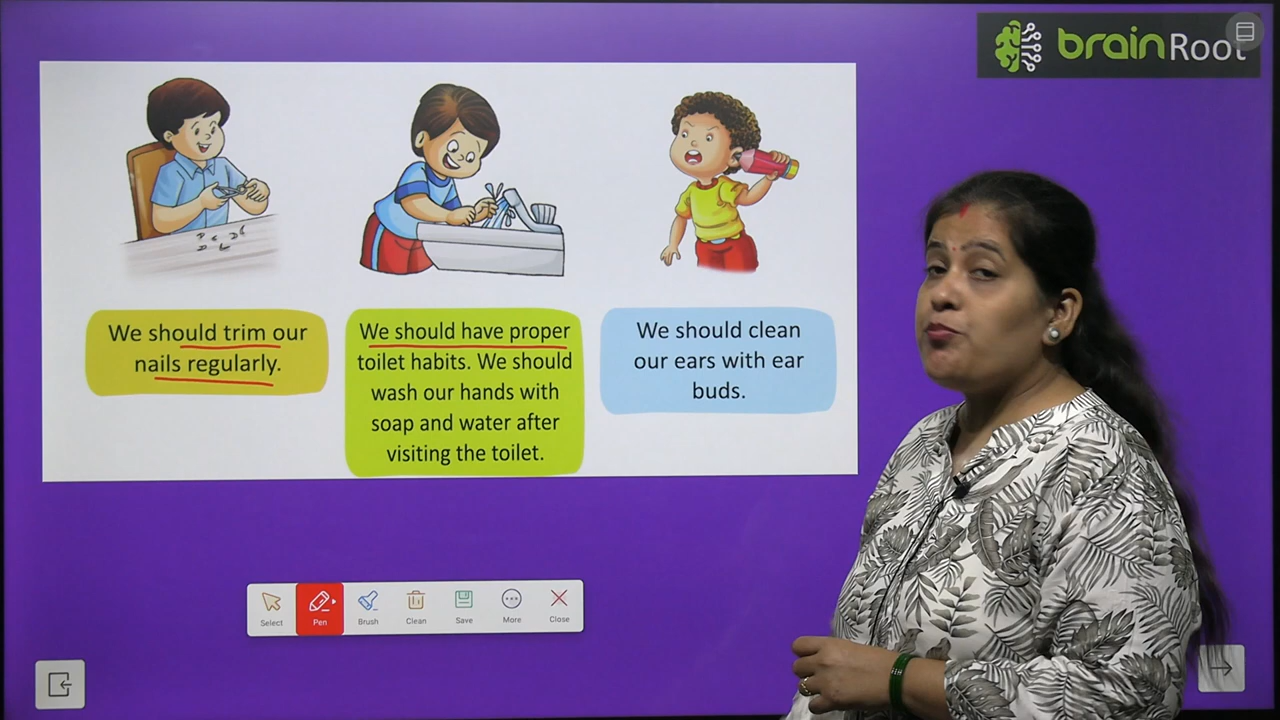 brainRoot
We should trim our
nails regularly.
We should have proper
toilet habits. We should
wash our hands with
soap and water after
visiting the toilet.
We should clean
our ears with ear
buds.
Select
Pen
Brush
Clean
Save
More
Close